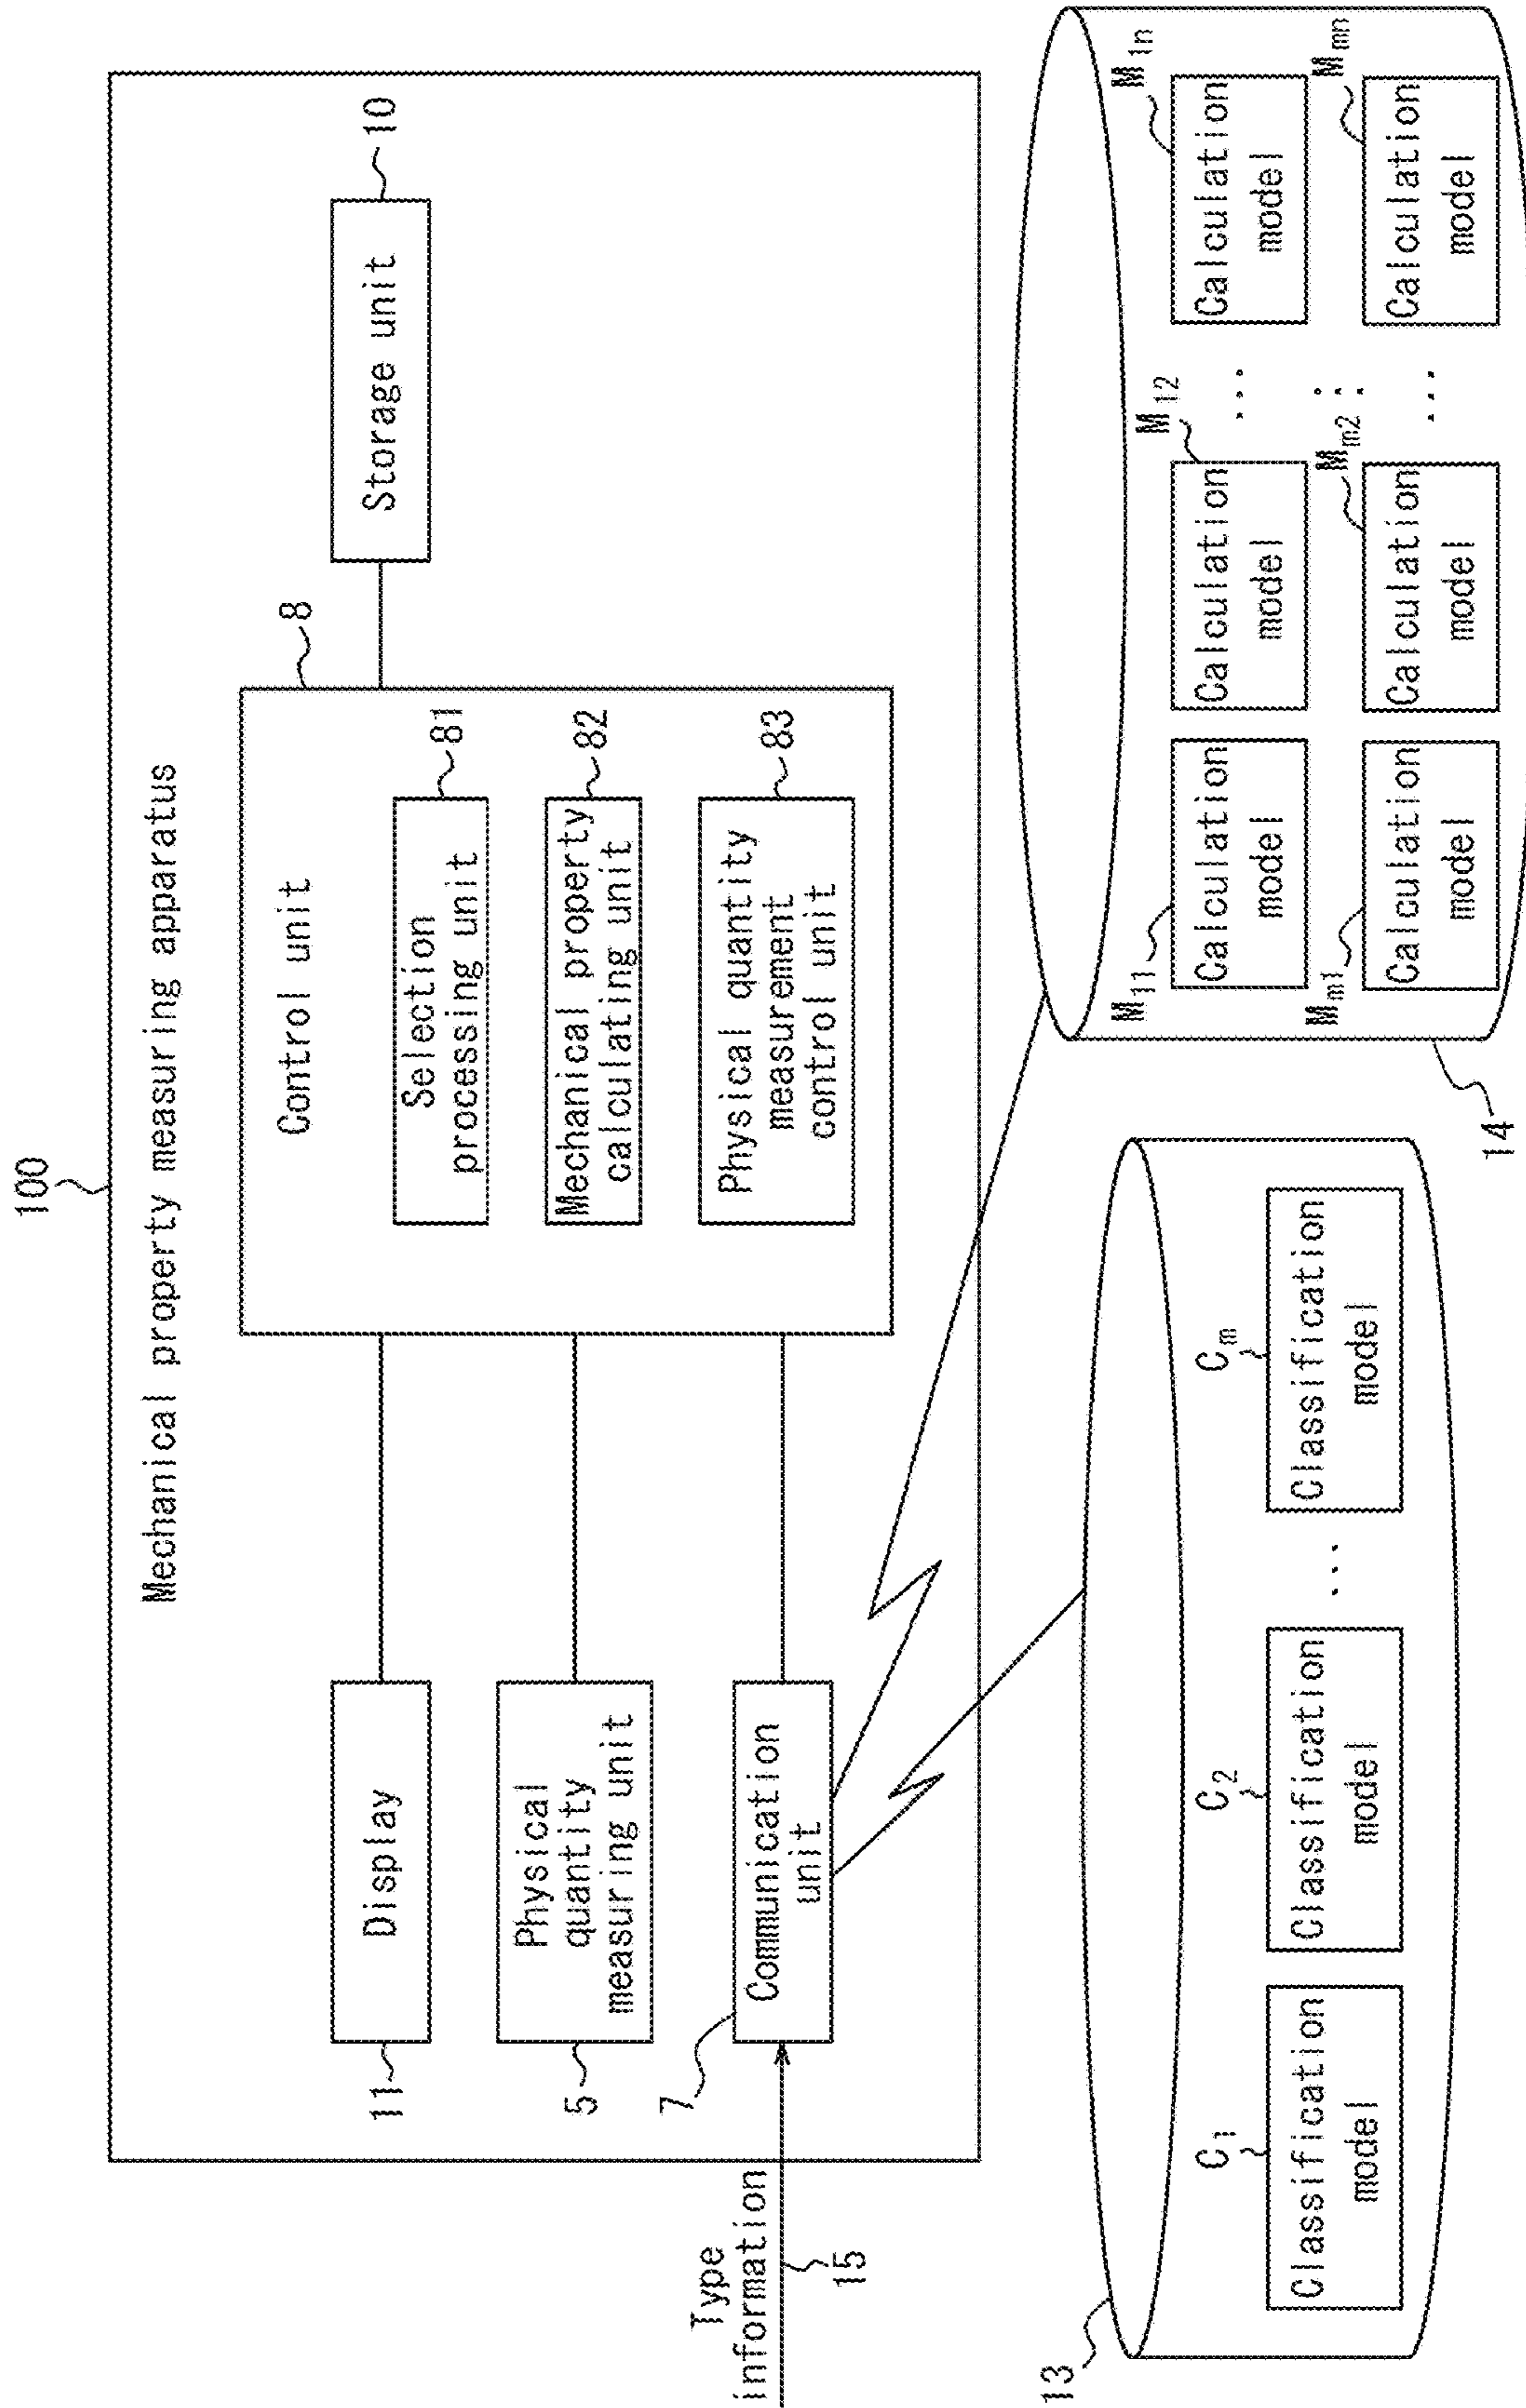 100
Mechanical property measuring apparatus
11
Display
5
Physical
quantity
measuring unit
7
Communication
unit
Type
information
15
8
Control unit
Selection
processing unit
81
Mechanical property
calculating unit
82
Physical quantity
measurement
control unit
83
10
Storage unit
13
C1
Classification
model
C2
Classification
model
...
Cm
Classification
model
14
M11
Calculation
model
M12
Calculation
model
...
M1n
Calculation
model
Mm1
Calculation
model
Mm2
Calculation
model
...
Mmn
Calculation
model